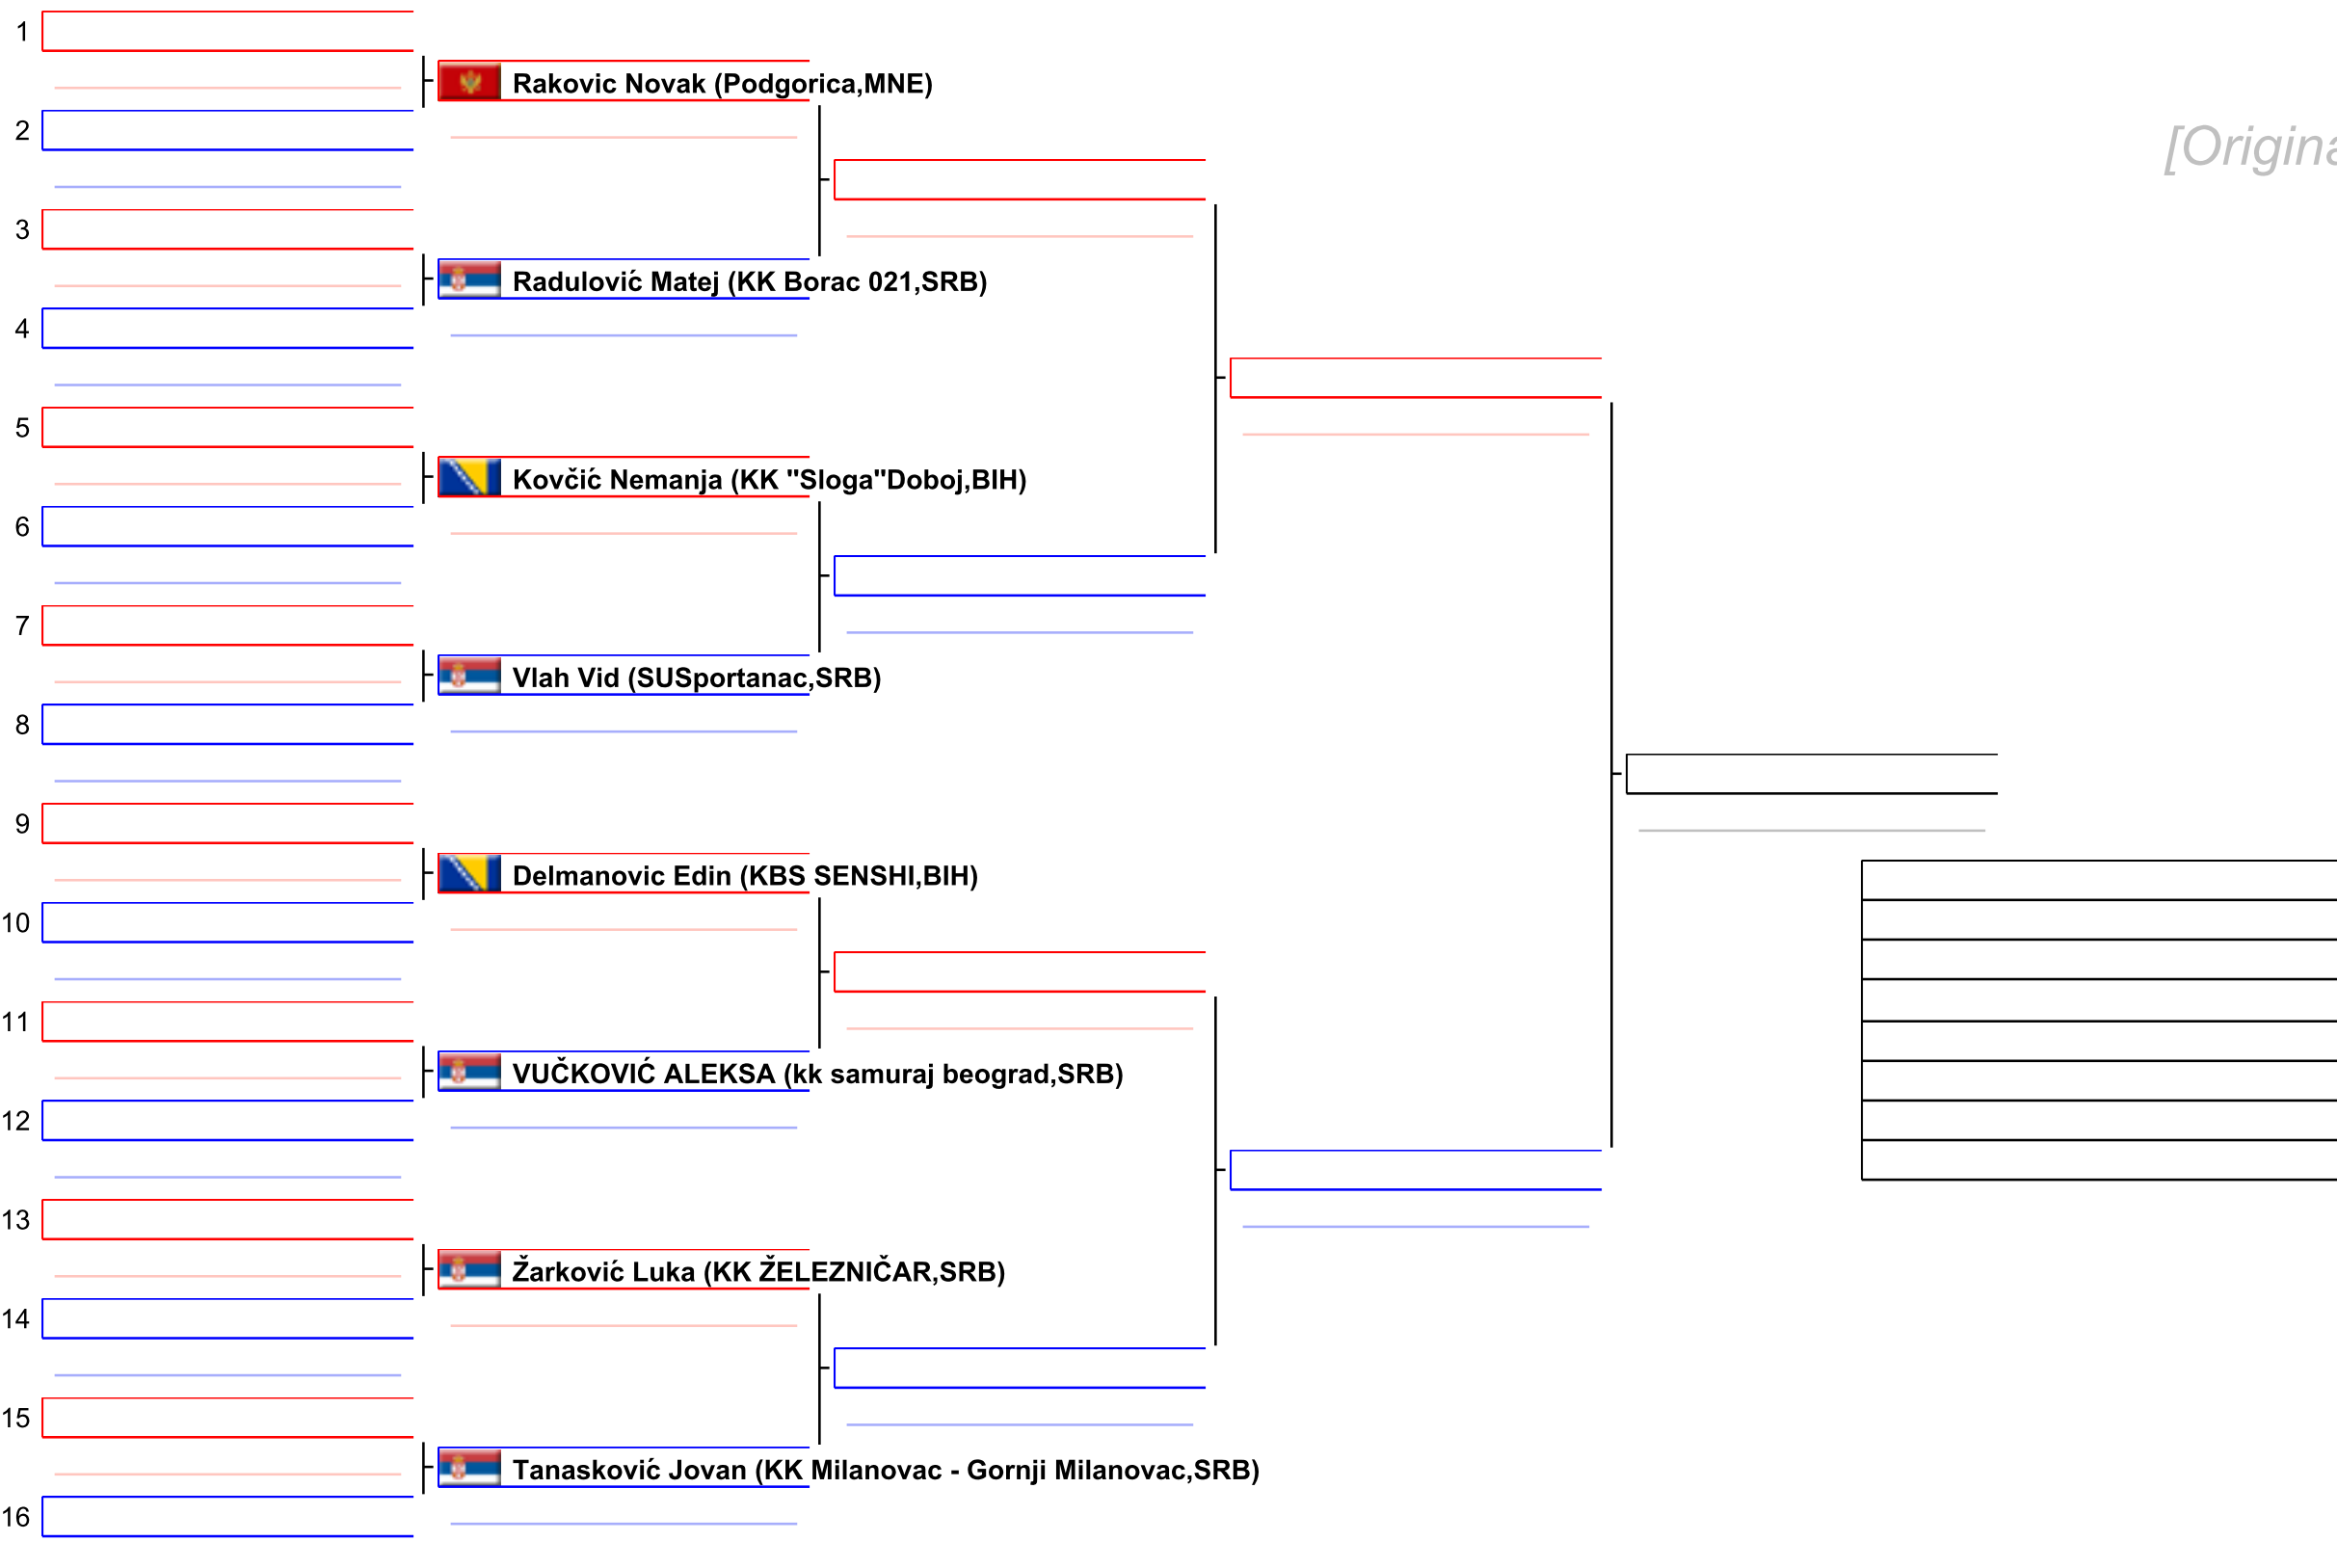 1
Rakovic Novak (Podgorica,MNE)
2
[Origina
3
Radulović Matej (KK Borac 021,SRB)
4
5
Kovčić Nemanja (KK "Sloga"Doboj,BIH)
6
7
Vlah Vid (SUSportanac,SRB)
8
9
Delmanovic Edin (KBS SENSHI,BIH)
10
11
VUČKOVIĆ ALEKSA (kk samuraj beograd,SRB)
12
13
Žarković Luka (KK ŽELEZNIČAR,SRB)
14
15
Tanasković Jovan (KK Milanovac - Gornji Milanovac,SRB)
16